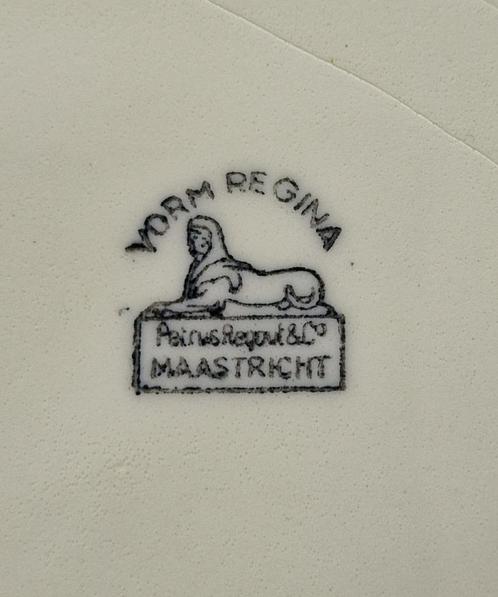 VORM REGINA
Petrus Regout & Co
MAASTRICHT